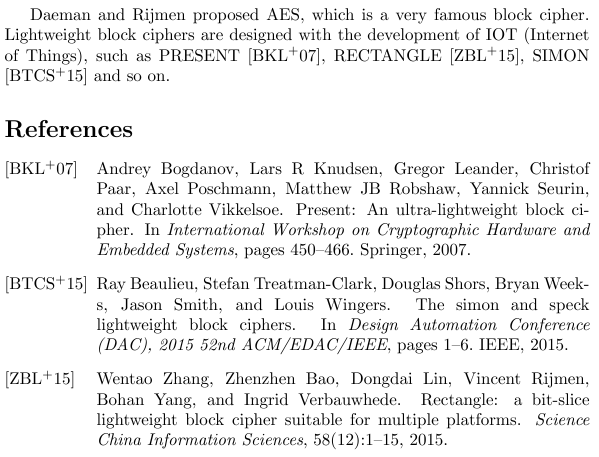 Daeman and Rijmen proposed AES, which is a very famous block cipher.
Lightweight block ciphers are designed with the development of IOT (Internet
of Things), such as PRESENT [BKL+07], RECTANGLE [ZBL+15], SIMON
[BTCS+15] and so on.
References
[BKL+07] Andrey Bogdanov, Lars R Knudsen, Gregor Leander, Christof
Paar, Axel Poschmann, Matthew JB Robshaw, Yannick Seurin,
and Charlotte Vikkelsoe. Present: An ultra-lightweight block ci-
pher. In International Workshop on Cryptographic Hardware and
Embedded Systems, pages 450–466. Springer, 2007.
[BTCS+15] Ray Beaulieu, Stefan Treatman-Clark, Douglas Shors, Bryan Week-
s, Jason Smith, and Louis Wingers. The simon and speck
lightweight block ciphers. In Design Automation Conference
(DAC), 2015 52nd ACM/EDAC/IEEE, pages 1–6. IEEE, 2015.
[ZBL+15] Wentao Zhang, Zhenzhen Bao, Dongdai Lin, Vincent Rijmen,
Bohan Yang, and Ingrid Verbauwhede. Rectangle: a bit-slice
lightweight block cipher suitable for multiple platforms. Science
China Information Sciences, 58(12):1–15, 2015.